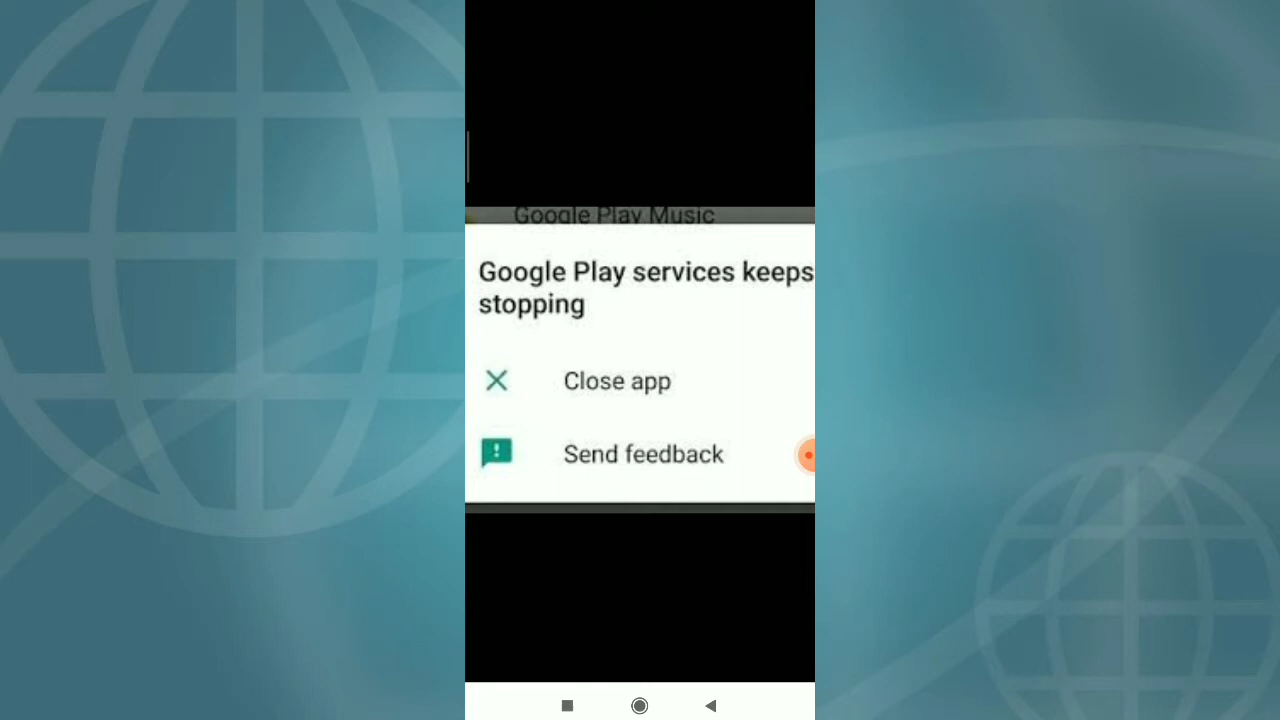 Google Play Music
Google Play services keeps
stopping
Close app
Send feedback